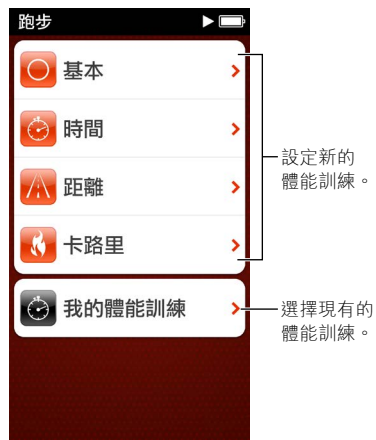 跑步
基本
時間
距離
卡路里
我的體能訓練
設定新的
體能訓練。
選擇現有的
體能訓練。